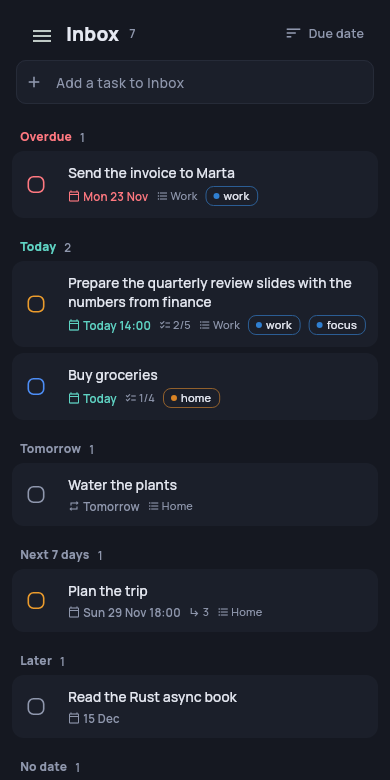 Inbox 7 Due date
Add a task to Inbox
Overdue 1
Send the invoice to Marta
Mon 23 Nov Work work
Today 2
Prepare the quarterly review slides with the
numbers from finance
Today 14:00 2/5 Work work focus
Buy groceries
Today 1/4 home
Tomorrow 1
Water the plants
Tomorrow Home
Next 7 days 1
Plan the trip
Sun 29 Nov 18:00 3 Home
Later 1
Read the Rust async book
15 Dec
No date 1